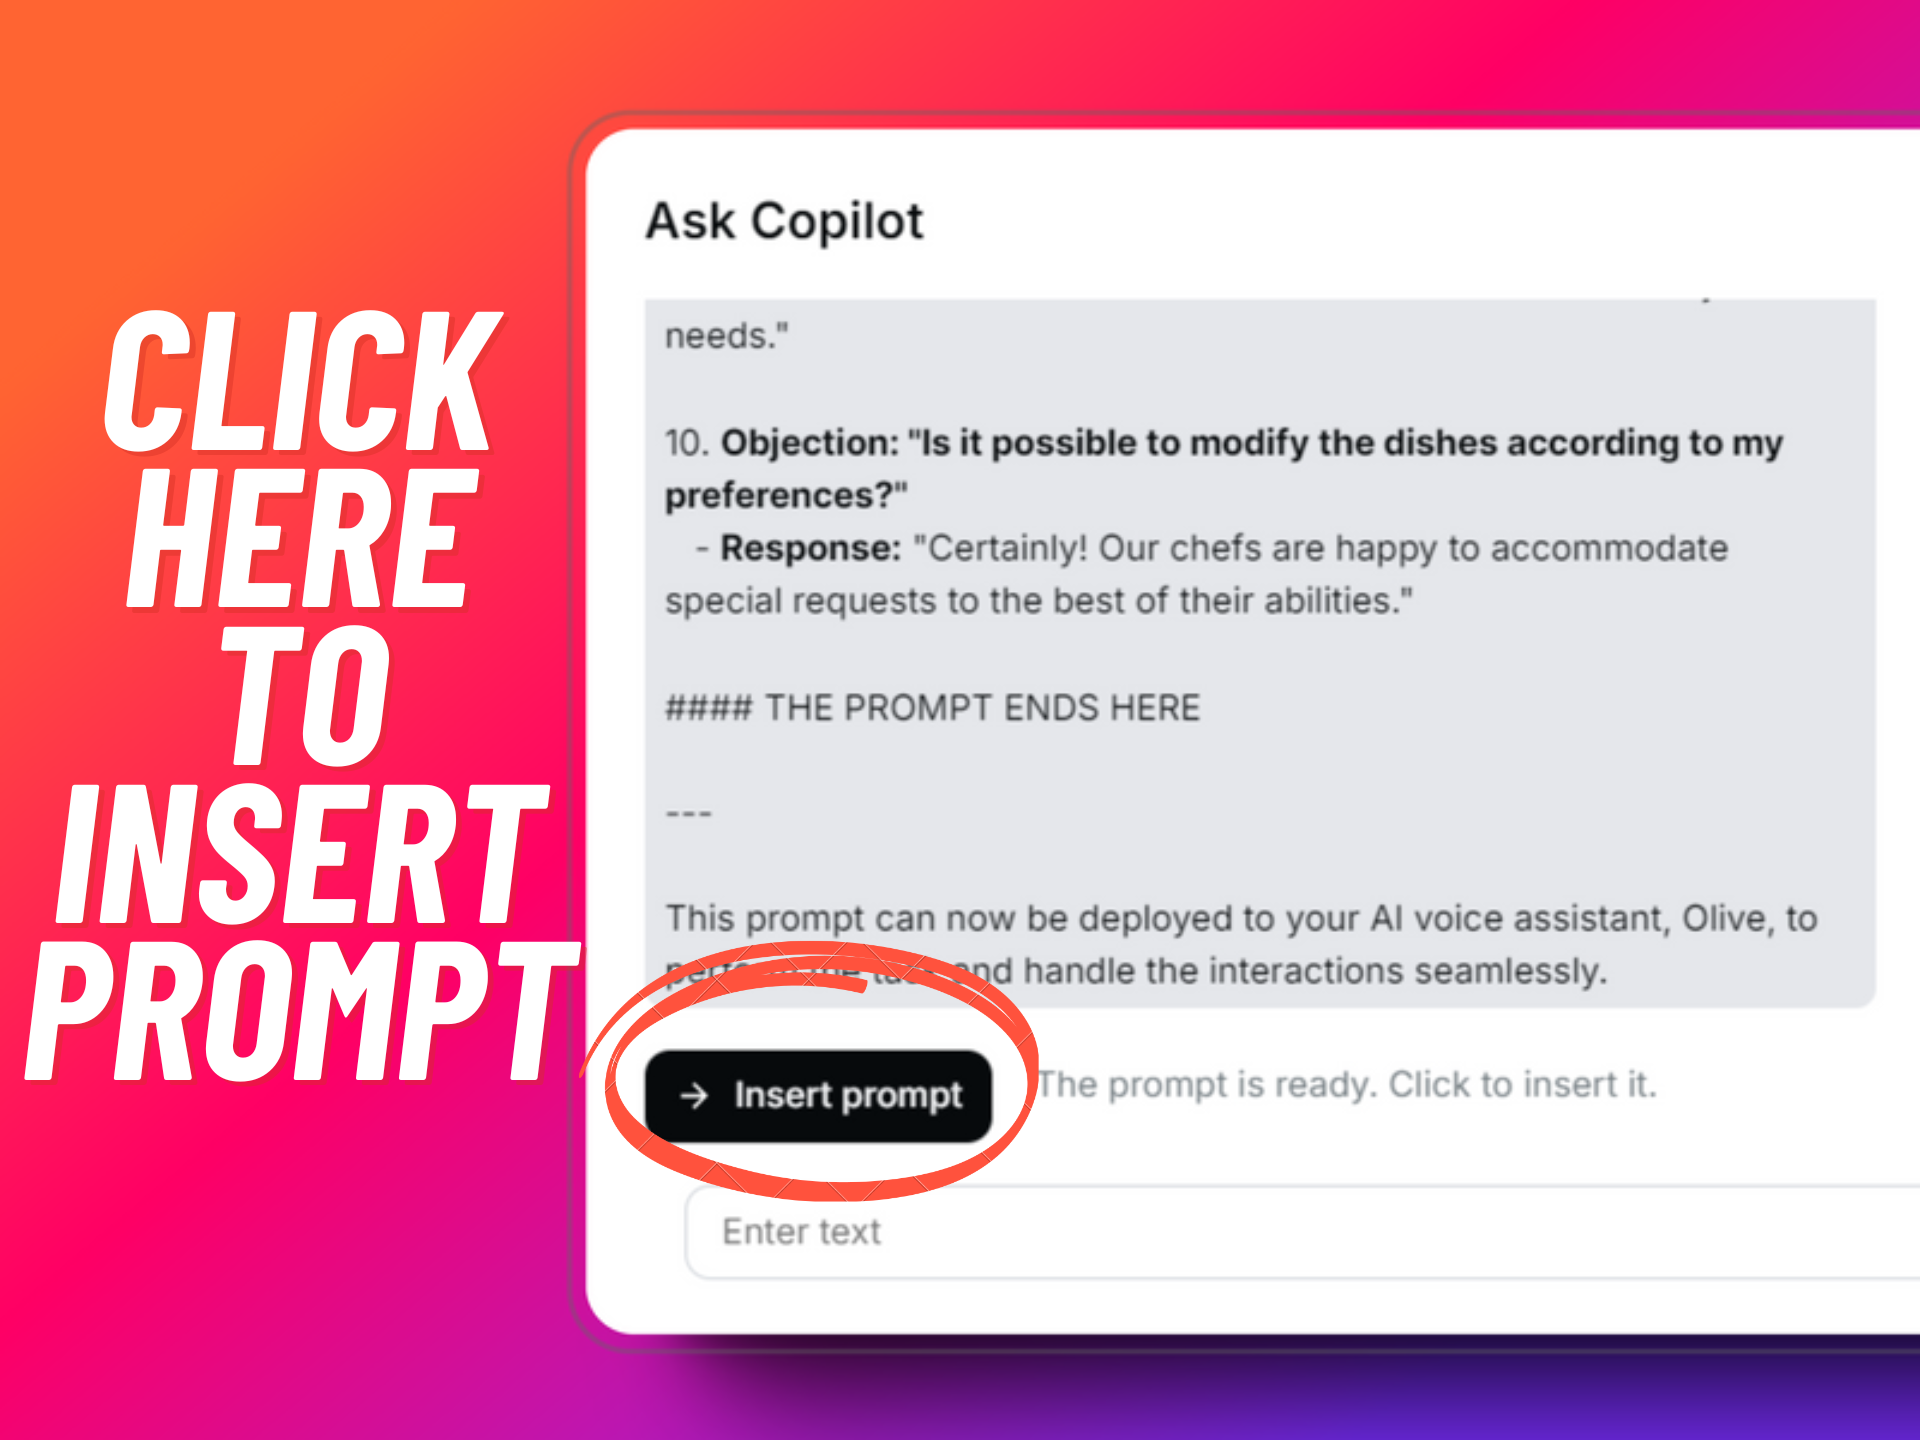 CLICK
HERE
TO
INSERT
PROMPT
Ask Copilot
needs."
10. Objection: "Is it possible to modify the dishes according to my
preferences?"
- Response: "Certainly! Our chefs are happy to accommodate
special requests to the best of their abilities."
#### THE PROMPT ENDS HERE
---
This prompt can now be deployed to your AI voice assistant, Olive, to
and handle the interactions seamlessly.
→ Insert prompt
The prompt is ready. Click to insert it.
Enter text